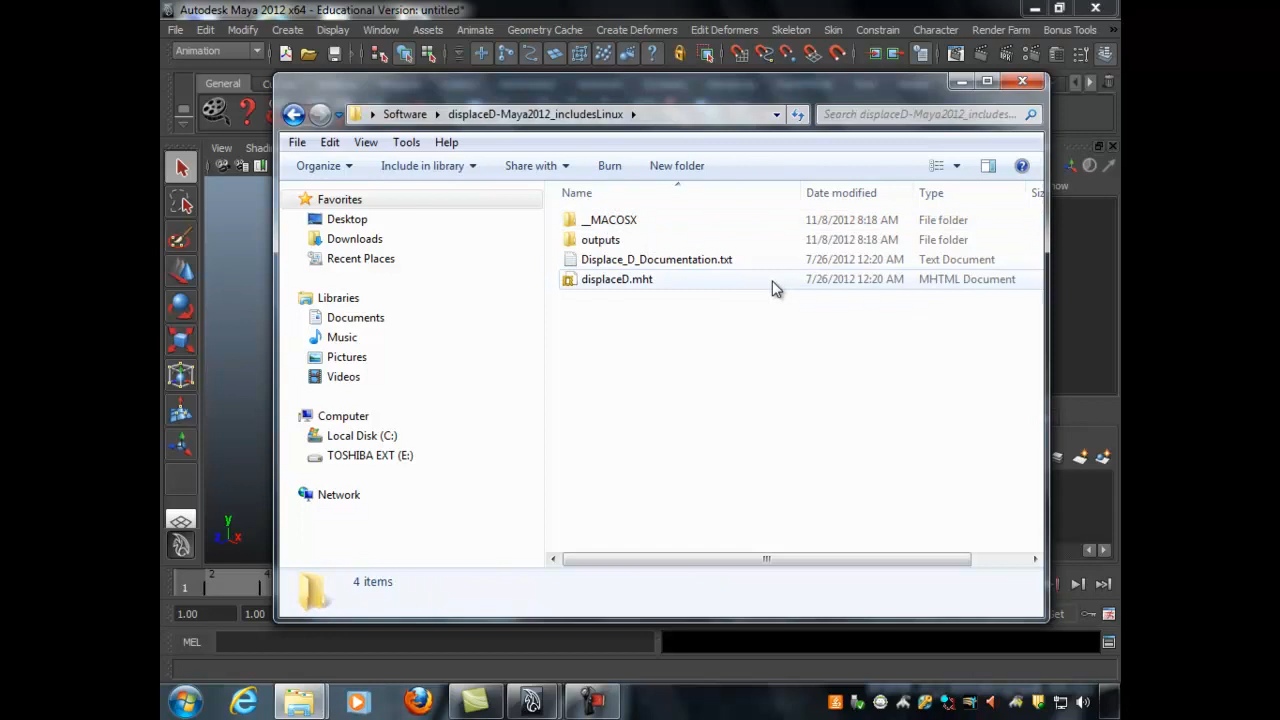 Autodesk Maya 2012 x64 - Educational Version: untitled*
File Edit Modify Create Display Window Assets Animate Geometry Cache Create Deformers Edit Deformers Skeleton Skin Constrain Character Render Farm Bonus Tools »
Animation
General
View Shadi
Software displaceD-Maya2012_includesLinux
Search displaceD-Maya2012_includes...
File Edit View Tools Help
Organize Include in library Share with Burn New folder
Name Date modified Type Siz
Favorites
Desktop
Downloads
Recent Places
Libraries
Documents
Music
Pictures
Videos
Computer
Local Disk (C:)
TOSHIBA EXT (E:)
Network
__MACOSX 11/8/2012 8:18 AM File folder
outputs 11/8/2012 8:18 AM File folder
Displace_D_Documentation.txt 7/26/2012 12:20 AM Text Document
displaceD.mht 7/26/2012 12:20 AM MHTML Document
4 items
y
z x
1 2 4
1.00 1.00
MEL